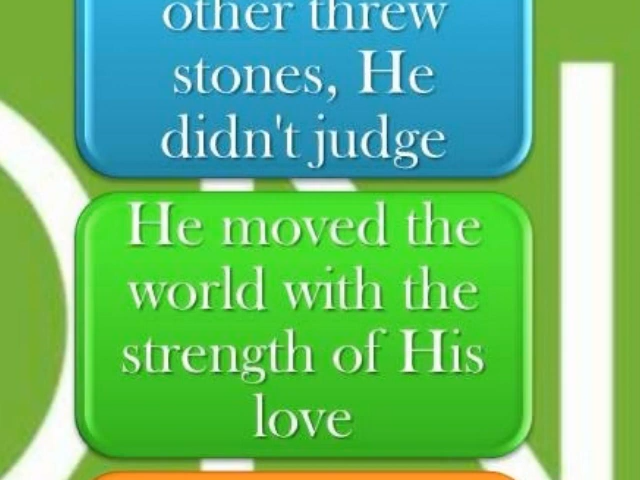 other threw
stones, He
didn't judge
He moved the
world with the
strength of His
love